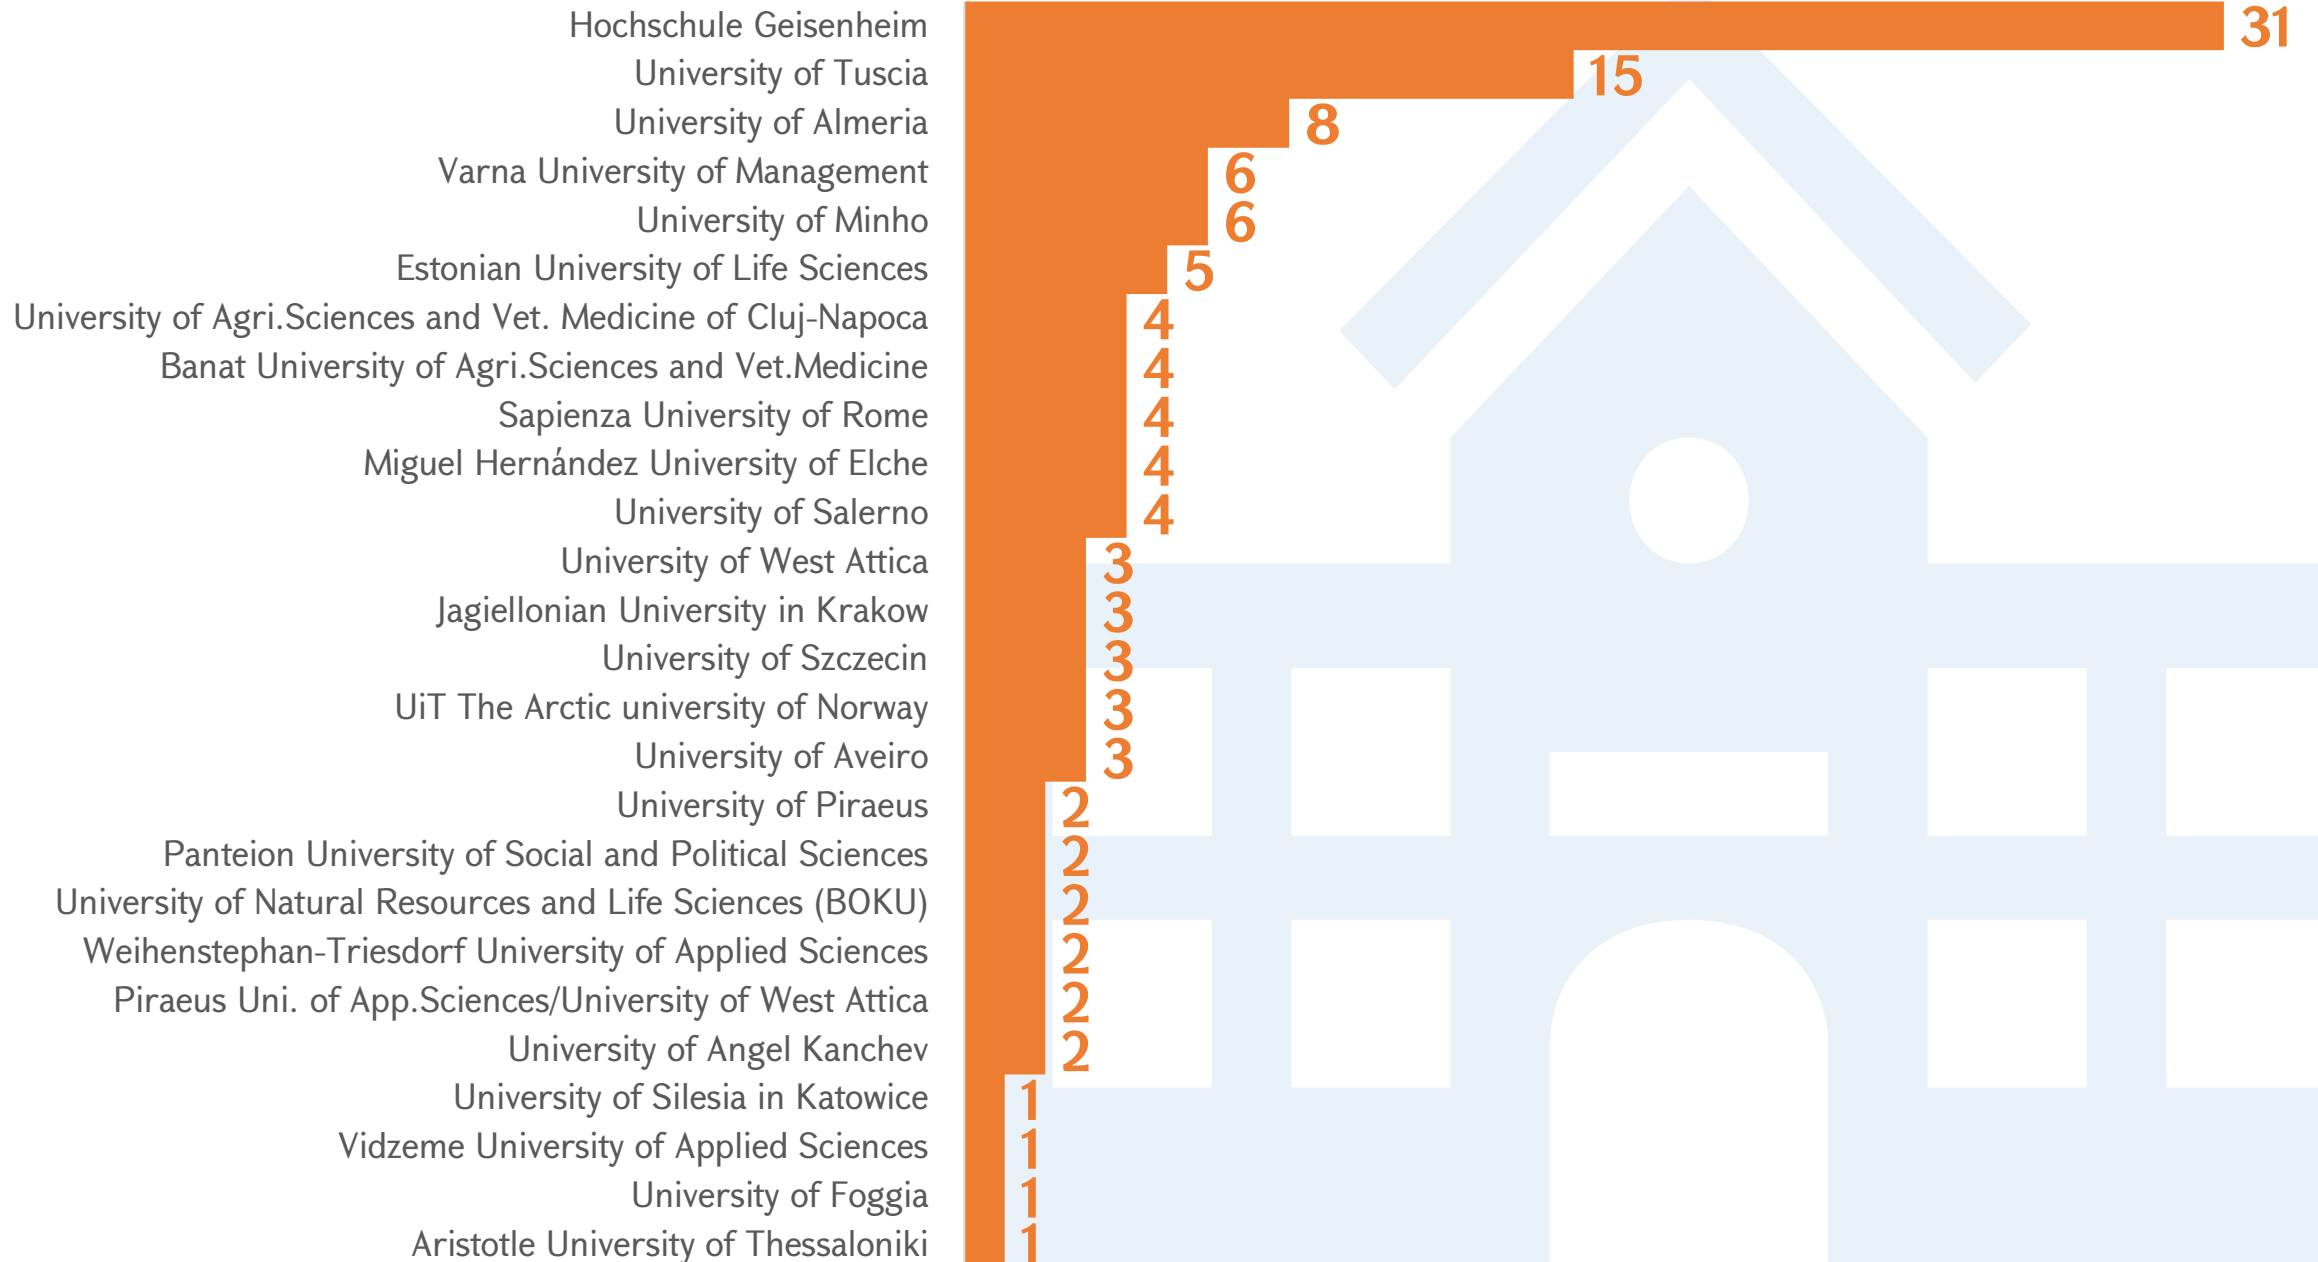 Hochschule Geisenheim 31
University of Tuscia 15
University of Almeria 8
Varna University of Management 6
University of Minho 6
Estonian University of Life Sciences 5
University of Agri.Sciences and Vet. Medicine of Cluj-Napoca 4
Banat University of Agri.Sciences and Vet.Medicine 4
Sapienza University of Rome 4
Miguel Hernández University of Elche 4
University of Salerno 4
University of West Attica 3
Jagiellonian University in Krakow 3
University of Szczecin 3
UiT The Arctic university of Norway 3
University of Aveiro 3
University of Piraeus 2
Panteion University of Social and Political Sciences 2
University of Natural Resources and Life Sciences (BOKU) 2
Weihenstephan-Triesdorf University of Applied Sciences 2
Piraeus Uni. of App.Sciences/University of West Attica 2
University of Angel Kanchev 2
University of Silesia in Katowice 1
Vidzeme University of Applied Sciences 1
University of Foggia 1
Aristotle University of Thessaloniki 1